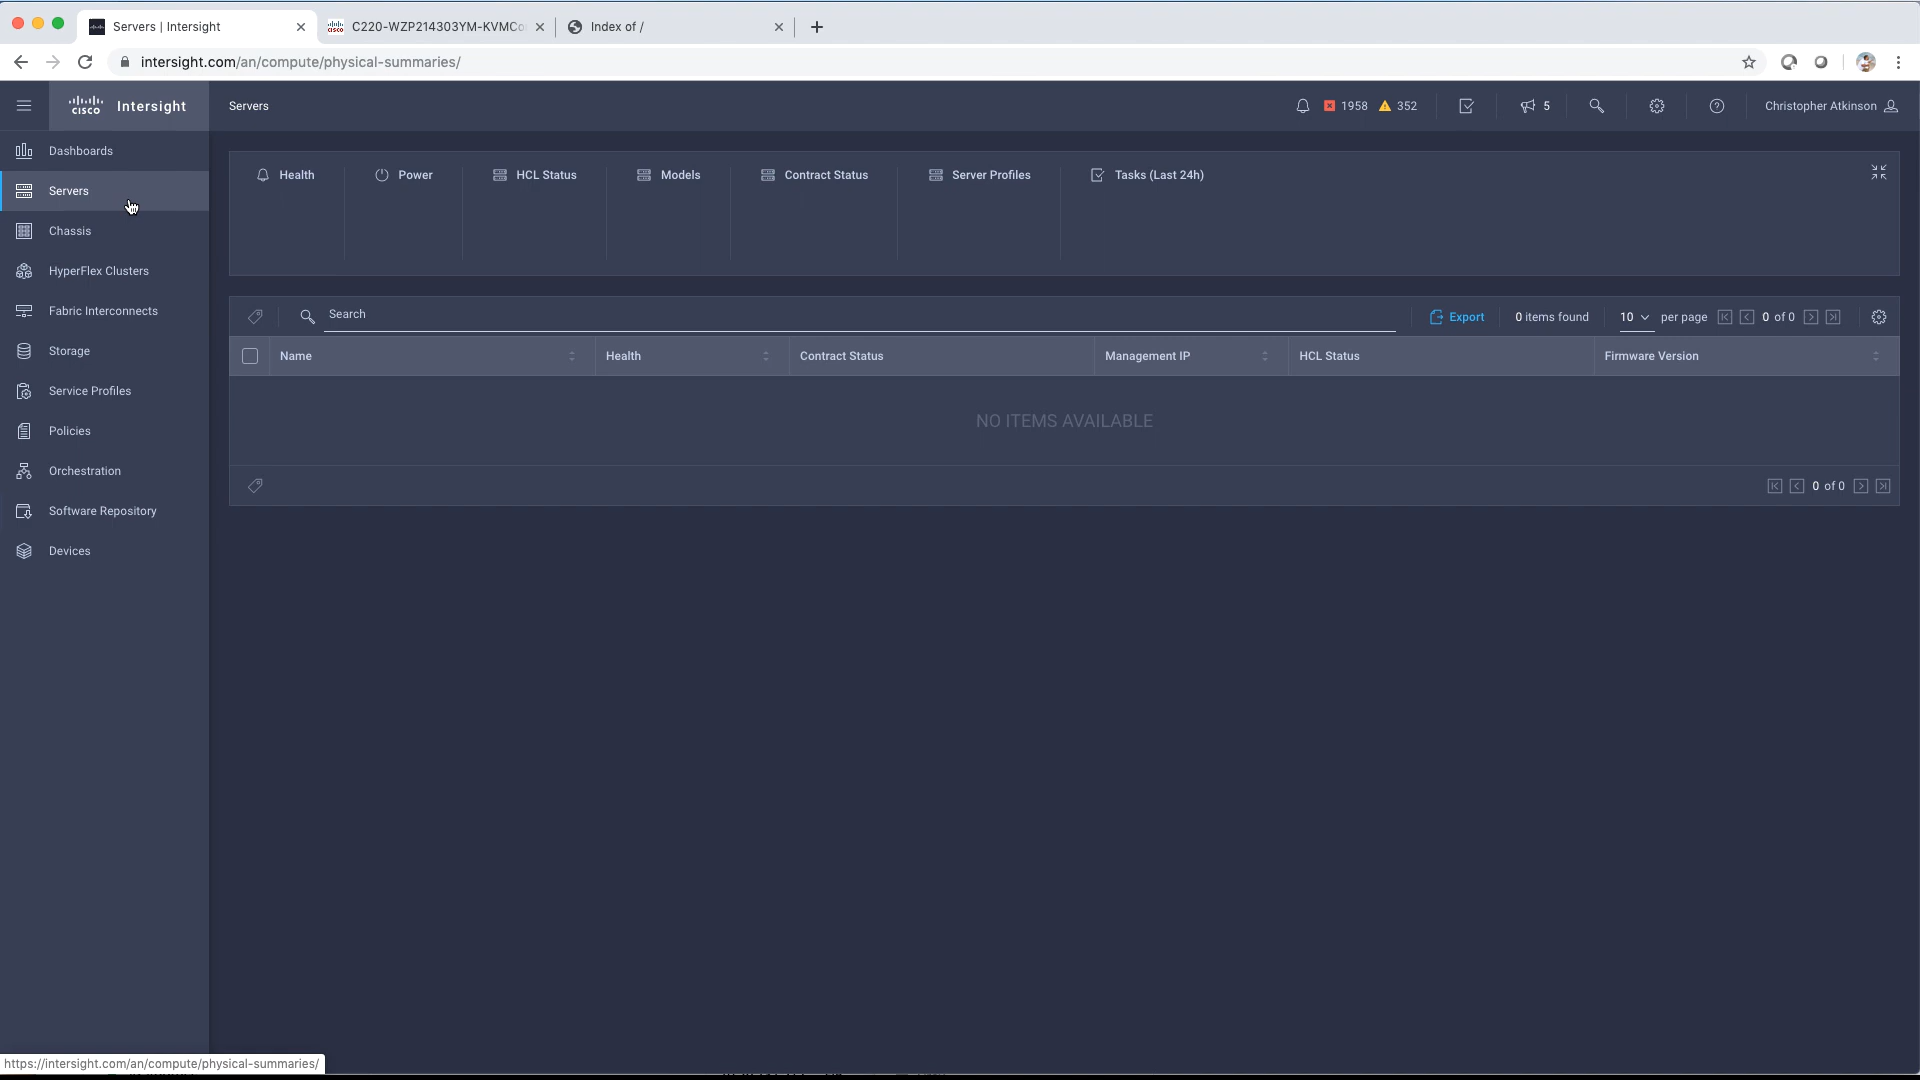 Servers | Intersight
C220-WZP214303YM-KVMCo
Index of /
intersight.com/an/compute/physical-summaries/
cisco Intersight
Servers
1958
352
5
Christopher Atkinson
Dashboards
Servers
Chassis
HyperFlex Clusters
Fabric Interconnects
Storage
Service Profiles
Policies
Orchestration
Software Repository
Devices
Health
Power
HCL Status
Models
Contract Status
Server Profiles
Tasks (Last 24h)
Search
Export
0 items found
10 per page
0 of 0
Name
Health
Contract Status
Management IP
HCL Status
Firmware Version
NO ITEMS AVAILABLE
0 of 0
https://intersight.com/an/compute/physical-summaries/